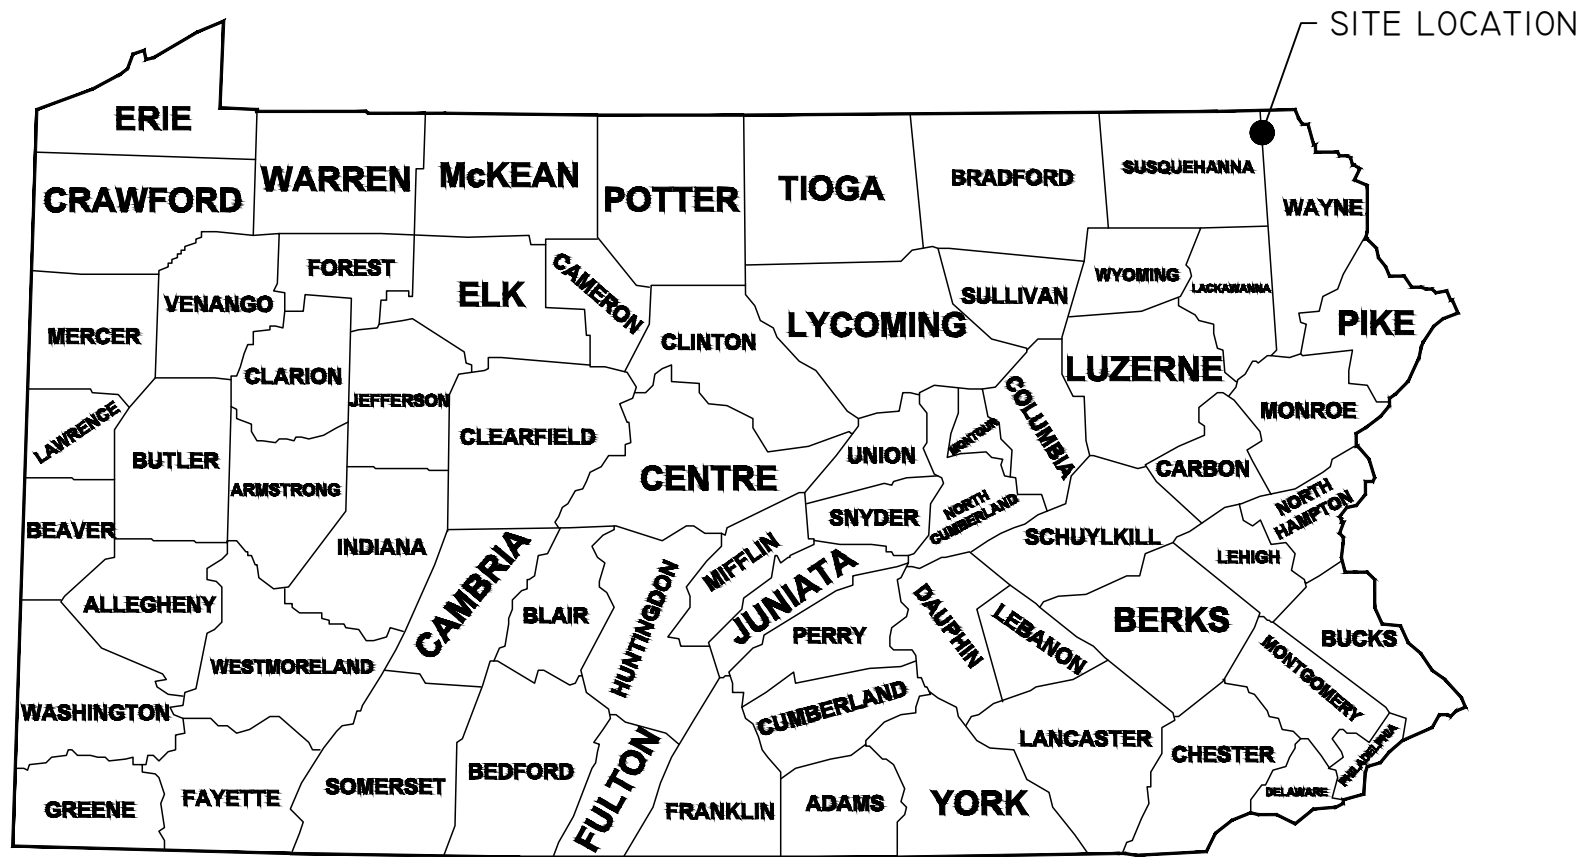 SITE LOCATION
ERIE
CRAWFORD
WARREN
McKEAN
POTTER
TIOGA
BRADFORD
SUSQUEHANNA
WAYNE
FOREST
VENANGO
ELK
CAMERON
SULLIVAN
WYOMING
LACKAWANNA
MERCER
CLINTON
LYCOMING
PIKE
CLARION
JEFFERSON
LUZERNE
COLUMBIA
MONROE
LAWRENCE
BUTLER
CLEARFIELD
CENTRE
UNION
MONTOUR
CARBON
ARMSTRONG
BEAVER
INDIANA
SNYDER
NORTH
CUMBERLAND
SCHUYLKILL
NORTH
HAMPTON
LEHIGH
ALLEGHENY
CAMBRIA
BLAIR
HUNTINGDON
MIFFLIN
JUNIATA
PERRY
DAUPHIN
LEBANON
BERKS
BUCKS
WESTMORELAND
MONTGOMERY
WASHINGTON
CUMBERLAND
LANCASTER
CHESTER
PHILADELPHIA
DELAWARE
GREENE
FAYETTE
SOMERSET
BEDFORD
FULTON
FRANKLIN
ADAMS
YORK